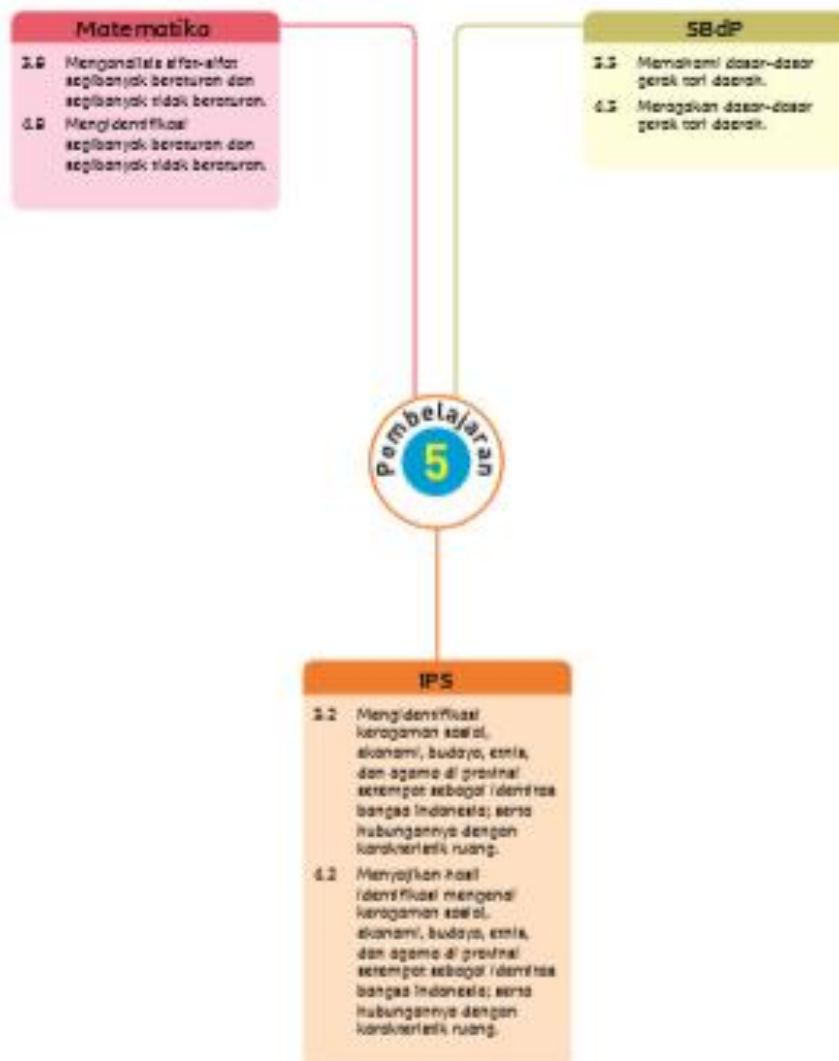 Matematika
3.8 Menganalisis sifat-sifat
segibanyak beraturan dan
segibanyak tidak beraturan.
4.8 Mengidentifikasi
segibanyak beraturan dan
segibanyak tidak beraturan.
SBdP
3.3 Memahami dasar-dasar
gerak tari daerah.
4.3 Meragakan dasar-dasar
gerak tari daerah.
Pembelajaran
5
IPS
3.2 Mengidentifikasi
keragaman sosial,
ekonomi, budaya, etnis,
dan agama di provinsi
setempat sebagai identitas
bangsa Indonesia; serta
hubungannya dengan
karakteristik ruang.
4.2 Menyajikan hasil
identifikasi mengenai
keragaman sosial,
ekonomi, budaya, etnis,
dan agama di provinsi
setempat sebagai identitas
bangsa Indonesia; serta
hubungannya dengan
karakteristik ruang.